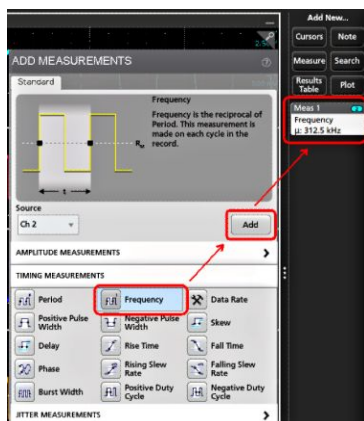 Add New...
Cursors Note
ADD MEASUREMENTS
Measure Search
Standard
Results Table Plot
Frequency
Frequency is the reciprocal of
Period. This measurement is
made on each cycle in the
record.
Meas 1
Frequency
µ: 312.5 kHz
t
Source
Ch 2
Add
AMPLITUDE MEASUREMENTS
TIMING MEASUREMENTS
Period Frequency Data Rate
Positive Pulse Width Negative Pulse Width Skew
Delay Rise Time Fall Time
Phase Rising Slew Rate Falling Slew Rate
Burst Width Positive Duty Cycle Negative Duty Cycle
JITTER MEASUREMENTS